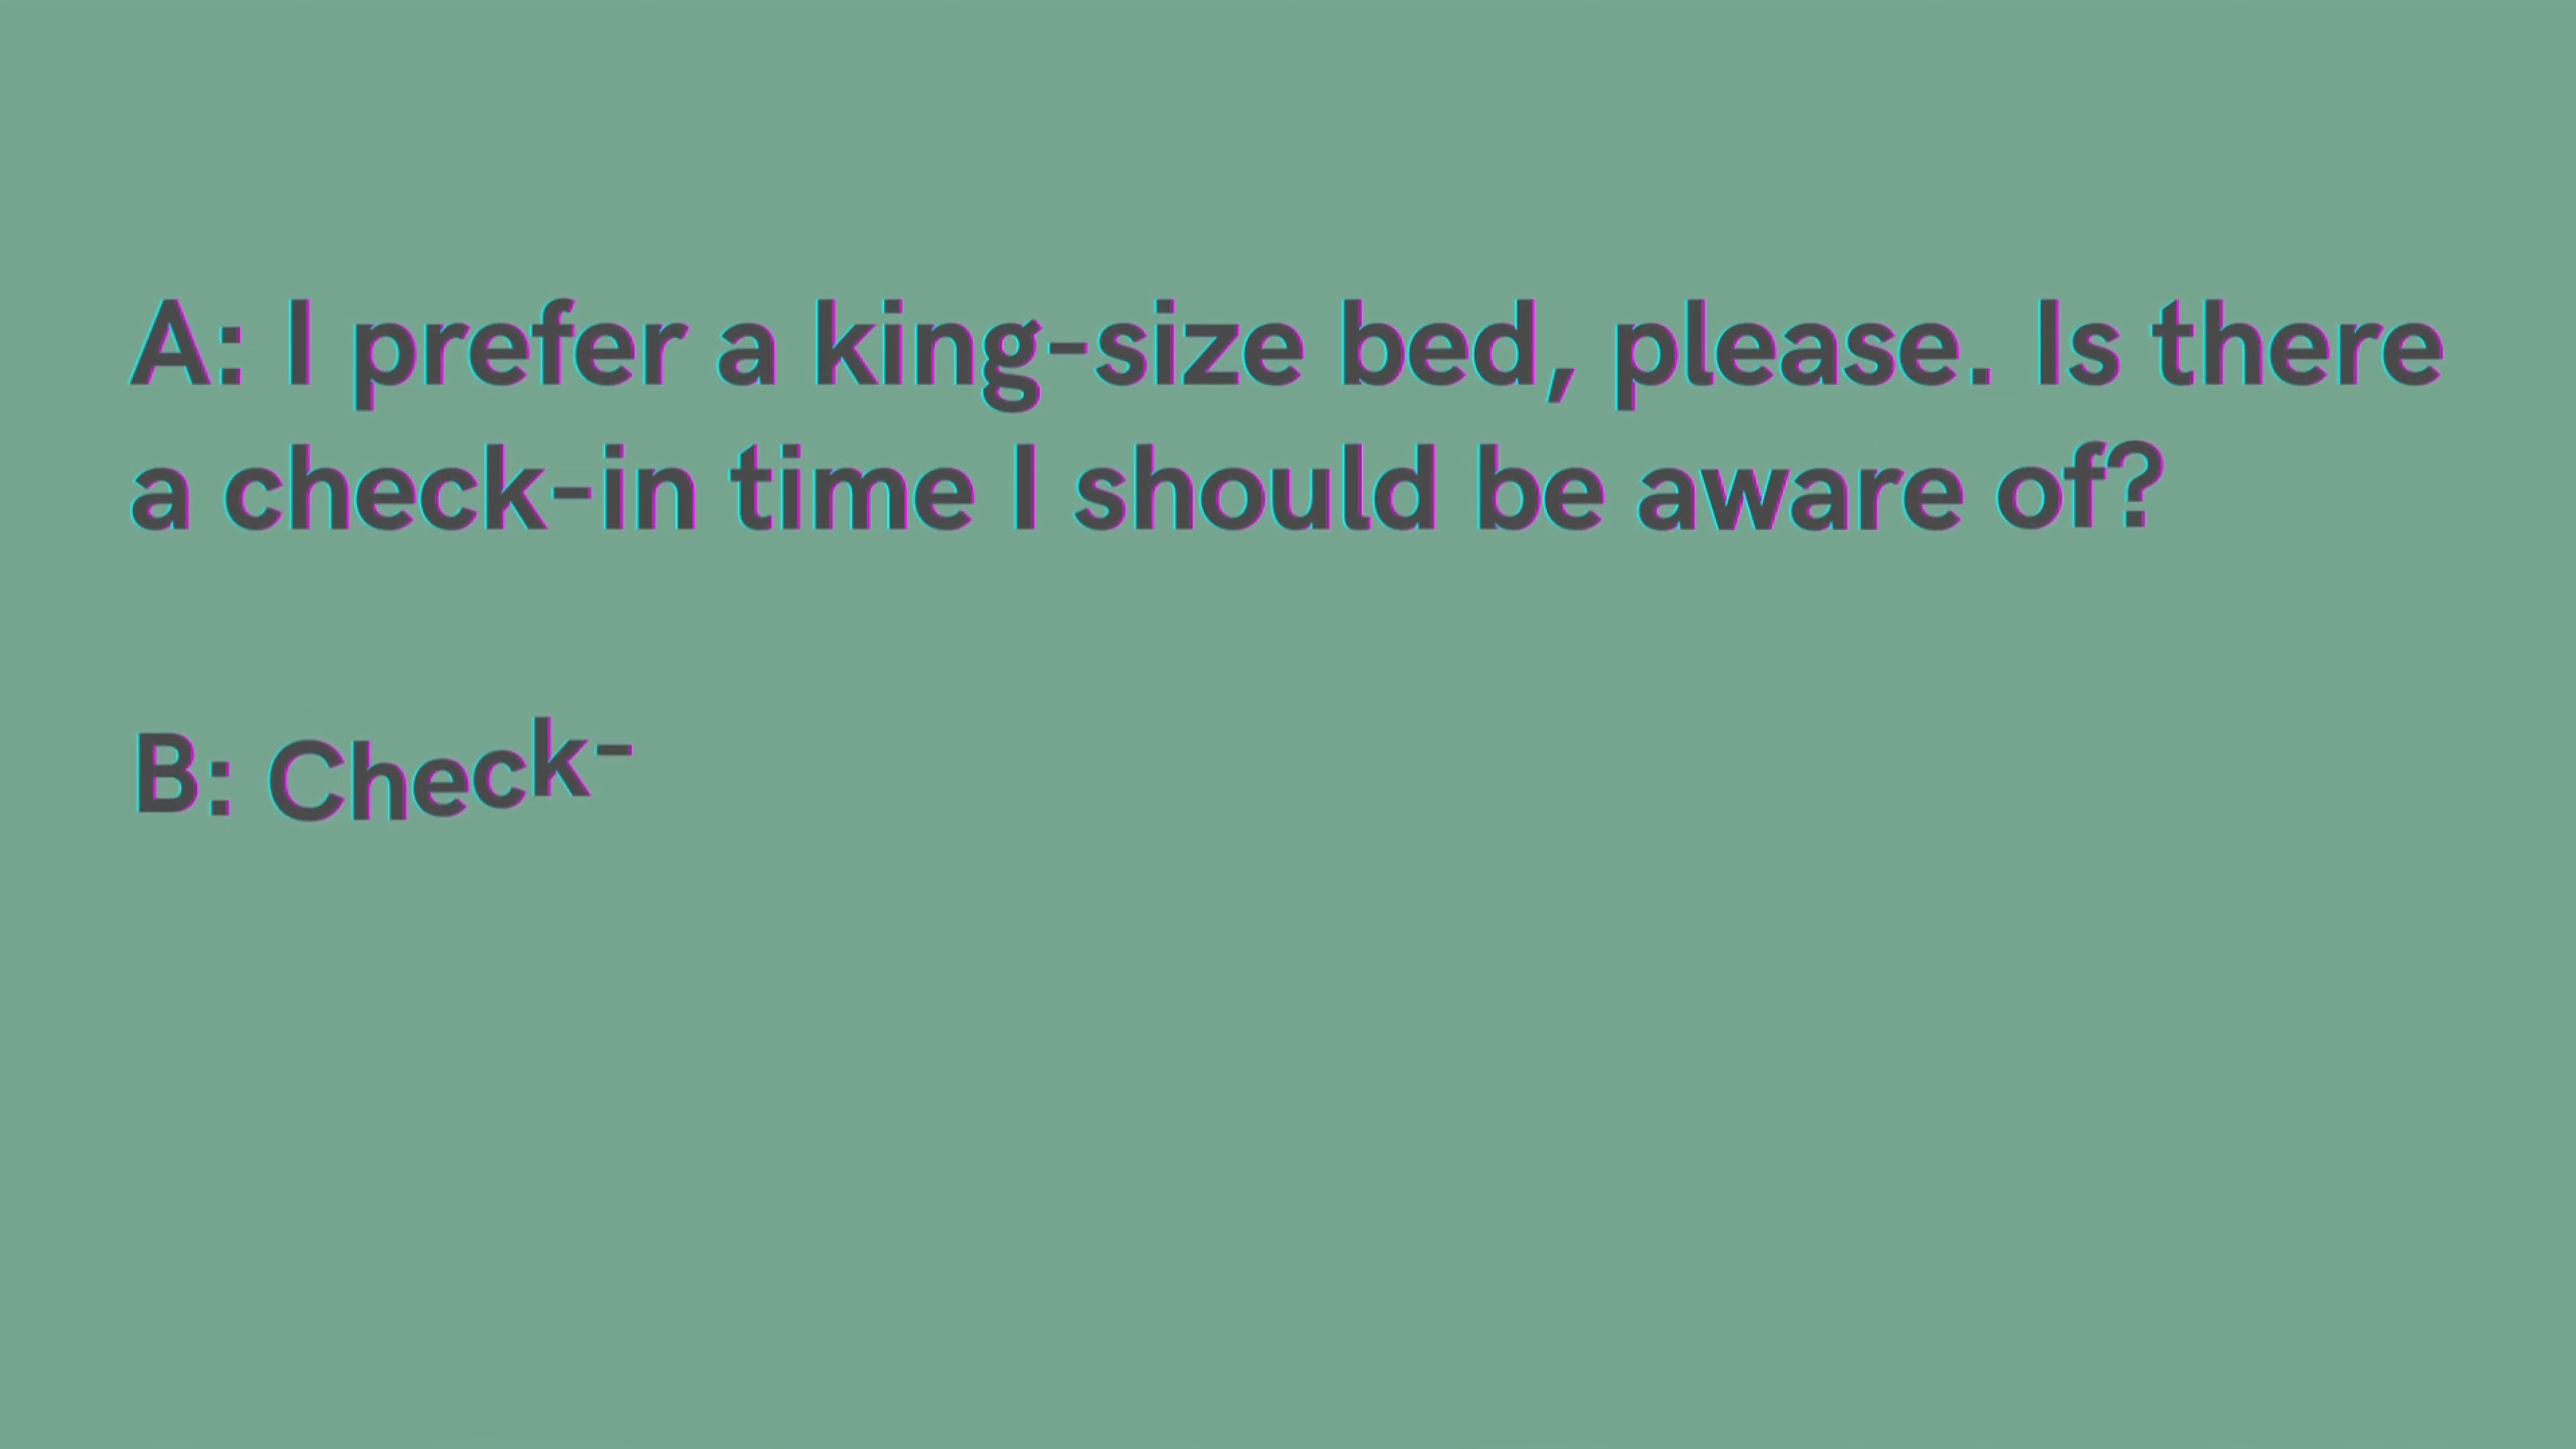 A: I prefer a king-size bed, please. Is there
a check-in time I should be aware of?
B: Check-